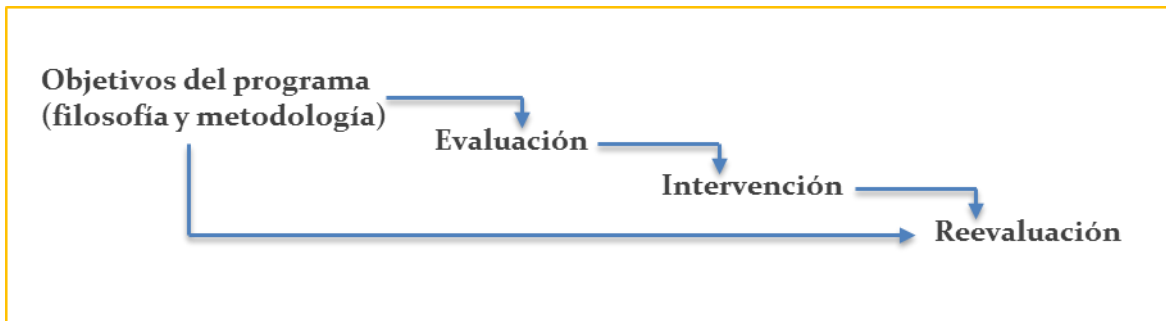 Objetivos del programa
(filosofía y metodología)
Evaluación
Intervención
Reevaluación